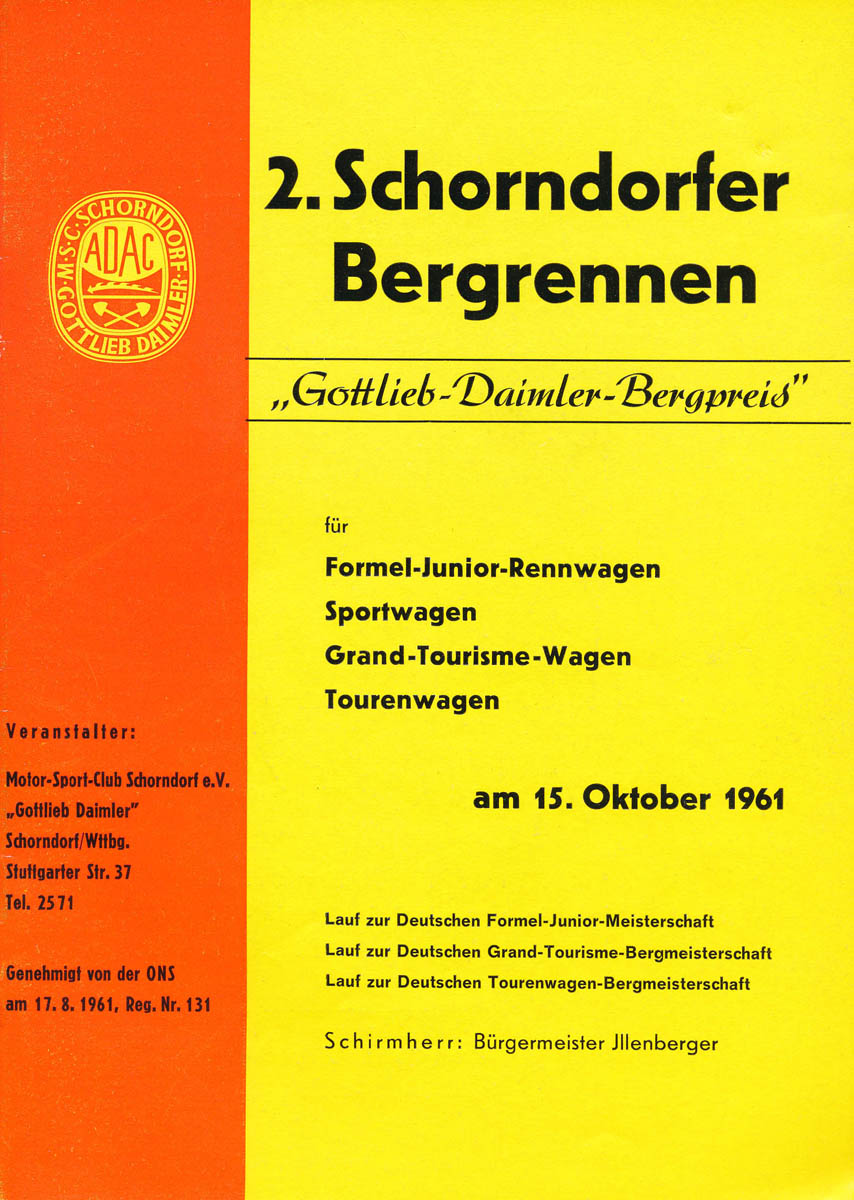 2. Schorndorfer
Bergrennen
„Gottlieb-Daimler-Bergpreis”
für
Formel-Junior-Rennwagen
Sportwagen
Grand-Tourisme-Wagen
Tourenwagen
am 15. Oktober 1961
Lauf zur Deutschen Formel-Junior-Meisterschaft
Lauf zur Deutschen Grand-Tourisme-Bergmeisterschaft
Lauf zur Deutschen Tourenwagen-Bergmeisterschaft
Schirmherr: Bürgermeister Jllenberger
M·S·C·SCHORNDORF·
GOTTLIEB DAIMLER·
ADAC
Veranstalter:
Motor-Sport-Club Schorndorf e.V.
„Gottlieb Daimler”
Schorndorf/Wttbg.
Stuttgarter Str. 37
Tel. 2571
Genehmigt von der ONS
am 17. 8. 1961, Reg. Nr. 131